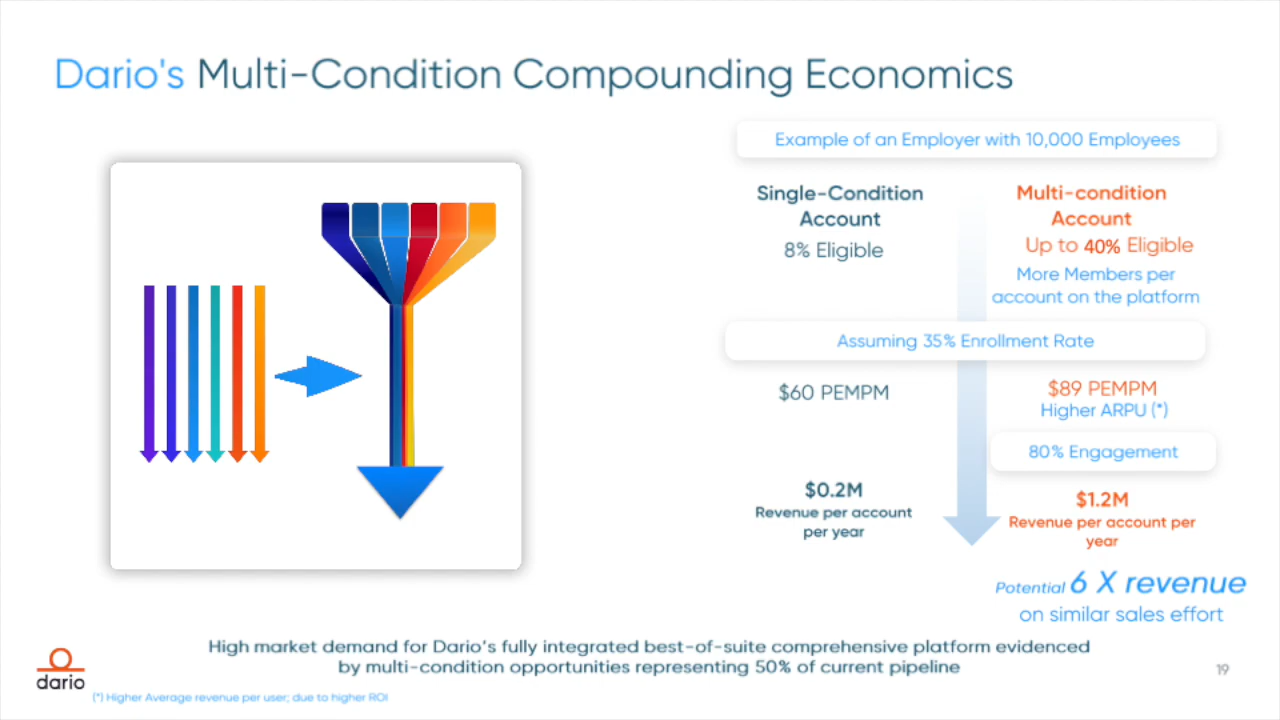 Dario's Multi-Condition Compounding Economics
Example of an Employer with 10,000 Employees
Single-Condition
Account
8% Eligible
Multi-condition
Account
Up to 40% Eligible
More Members per
account on the platform
Assuming 35% Enrollment Rate
$60 PEMPM
$89 PEMPM
Higher ARPU (*)
80% Engagement
$0.2M
Revenue per account
per year
$1.2M
Revenue per account per
year
Potential 6 X revenue
on similar sales effort
High market demand for Dario's fully integrated best-of-suite comprehensive platform evidenced
by multi-condition opportunities representing 50% of current pipeline
dario
(*) Higher Average revenue per user; due to higher ROI
19